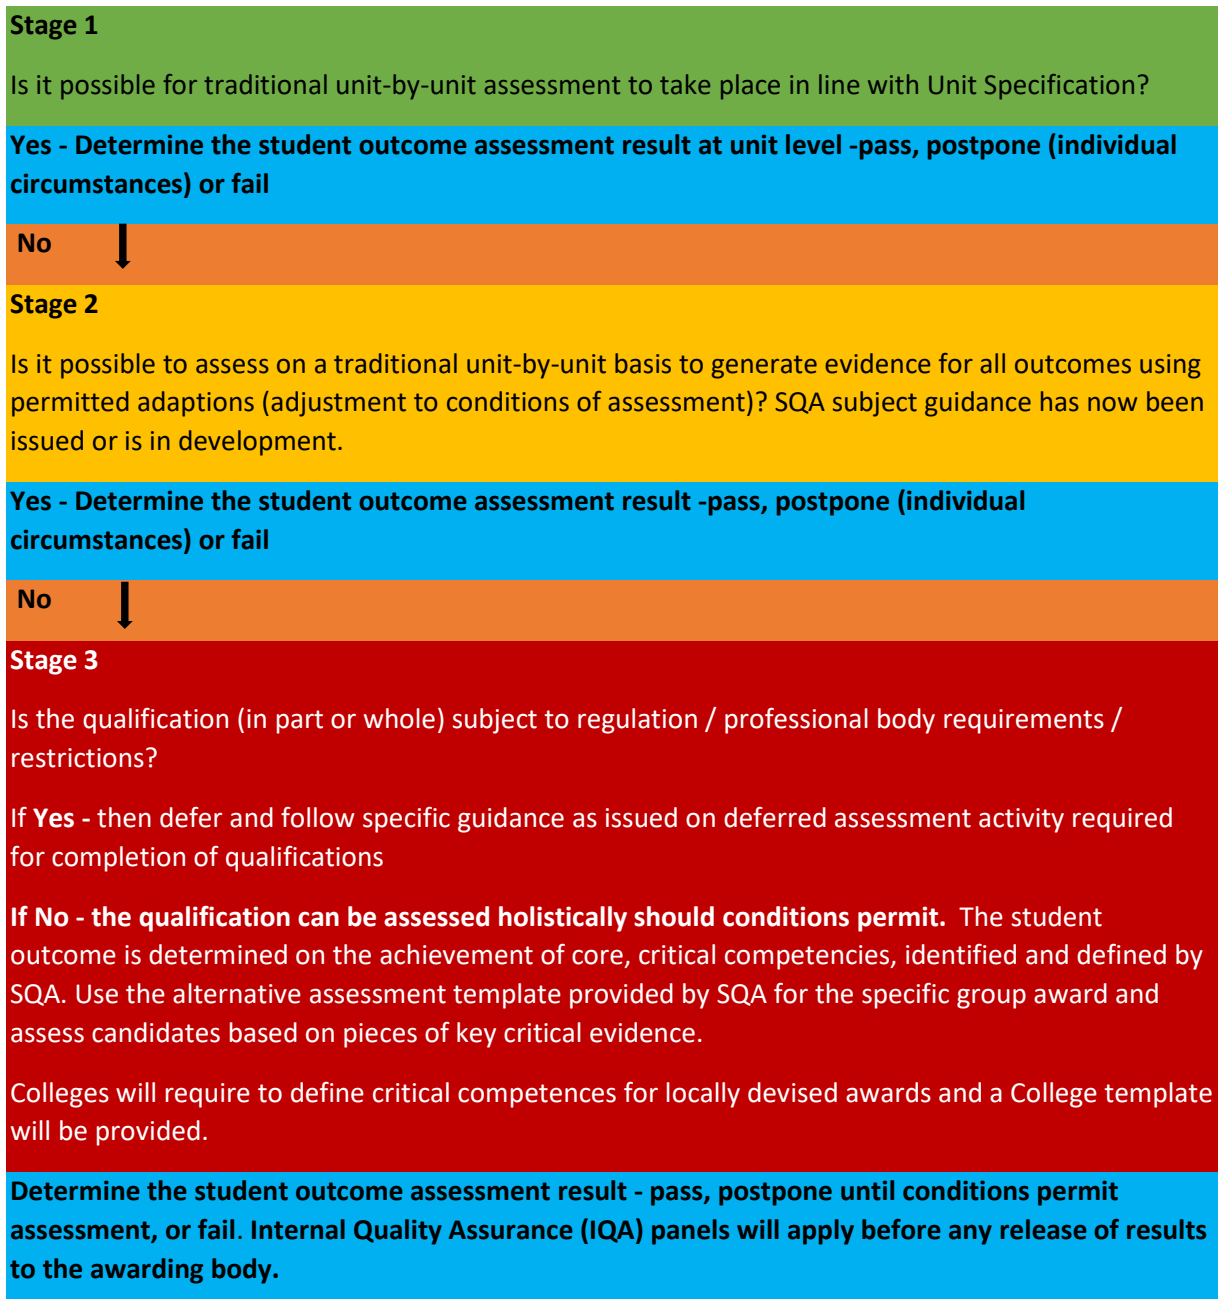 Stage 1
Is it possible for traditional unit-by-unit assessment to take place in line with Unit Specification?
Yes - Determine the student outcome assessment result at unit level -pass, postpone (individual
circumstances) or fail
No
Stage 2
Is it possible to assess on a traditional unit-by-unit basis to generate evidence for all outcomes using
permitted adaptions (adjustment to conditions of assessment)? SQA subject guidance has now been
issued or is in development.
Yes - Determine the student outcome assessment result -pass, postpone (individual
circumstances) or fail
No
Stage 3
Is the qualification (in part or whole) subject to regulation / professional body requirements /
restrictions?
If Yes - then defer and follow specific guidance as issued on deferred assessment activity required
for completion of qualifications
If No - the qualification can be assessed holistically should conditions permit. The student
outcome is determined on the achievement of core, critical competencies, identified and defined by
SQA. Use the alternative assessment template provided by SQA for the specific group award and
assess candidates based on pieces of key critical evidence.
Colleges will require to define critical competences for locally devised awards and a College template
will be provided.
Determine the student outcome assessment result - pass, postpone until conditions permit
assessment, or fail. Internal Quality Assurance (IQA) panels will apply before any release of results
to the awarding body.